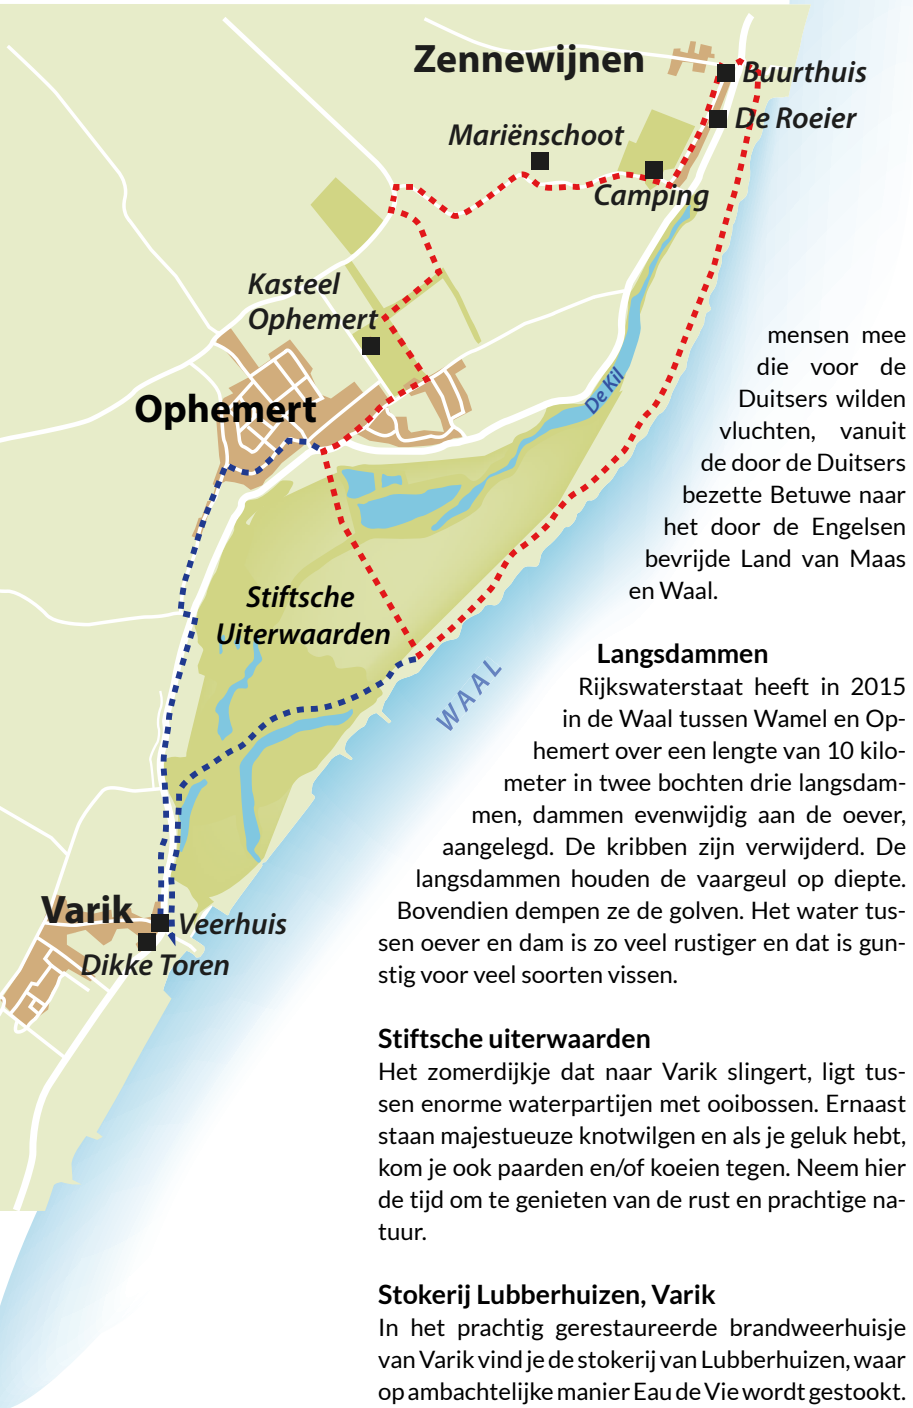 Zennewijnen
Buurthuis
De Roeier
Mariënschoot
Camping
Kasteel
Ophemert
De Kil
Ophemert
Stiftsche
Uiterwaarden
WAAL
Varik
Veerhuis
Dikke Toren
mensen mee
die voor de
Duitsers wilden
vluchten, vanuit
de door de Duitsers
bezette Betuwe naar
het door de Engelsen
bevrijde Land van Maas
en Waal.
Langsdammen
Rijkswaterstaat heeft in 2015
in de Waal tussen Wamel en Op-
hemert over een lengte van 10 kilo-
meter in twee bochten drie langsdam-
men, dammen evenwijdig aan de oever,
aangelegd. De kribben zijn verwijderd. De
langsdammen houden de vaargeul op diepte.
Bovendien dempen ze de golven. Het water tus-
sen oever en dam is zo veel rustiger en dat is gun-
stig voor veel soorten vissen.
Stiftsche uiterwaarden
Het zomerdijkje dat naar Varik slingert, ligt tus-
sen enorme waterpartijen met ooibossen. Ernaast
staan majestueuze knotwilgen en als je geluk hebt,
kom je ook paarden en/of koeien tegen. Neem hier
de tijd om te genieten van de rust en prachtige na-
tuur.
Stokerij Lubberhuizen, Varik
In het prachtig gerestaureerde brandweerhuisje
van Varik vind je de stokerij van Lubberhuizen, waar
op ambachtelijke manier Eau de Vie wordt gestookt.